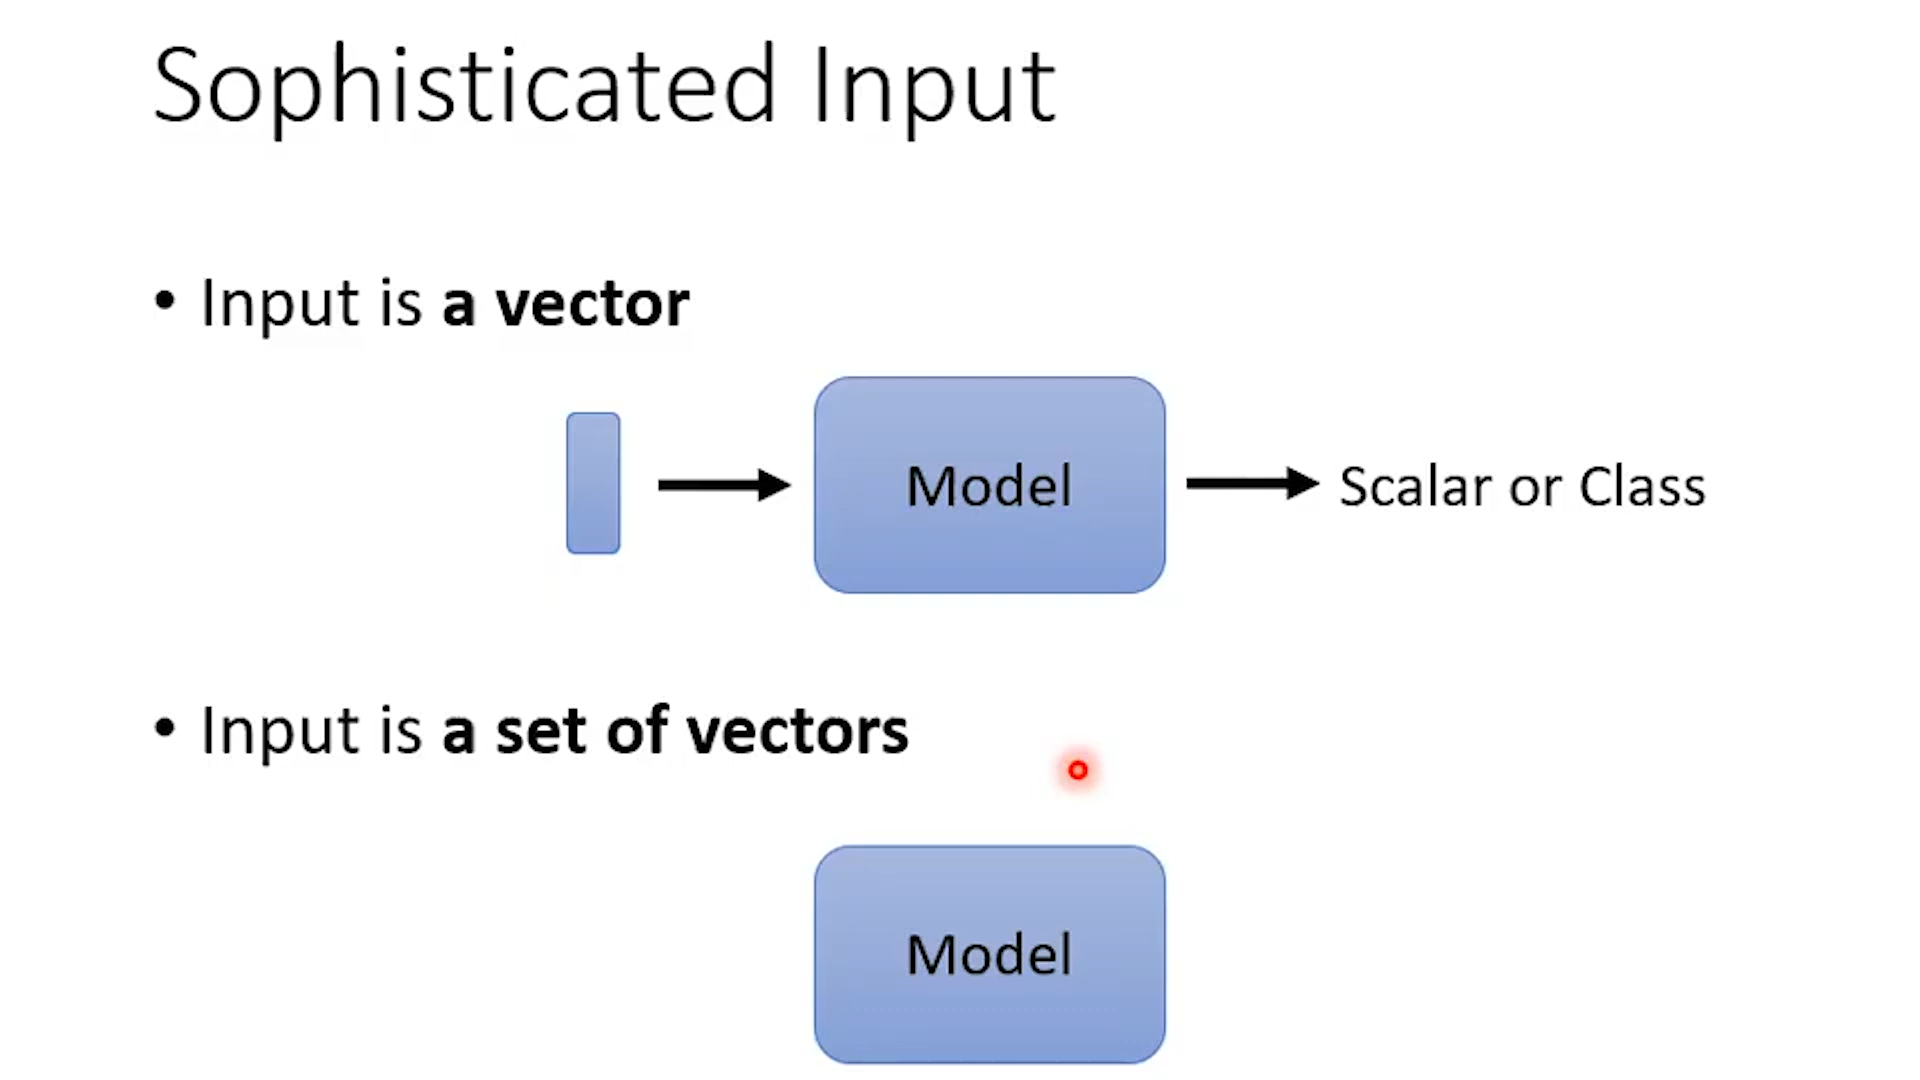 Sophisticated Input
• Input is a vector
Model
Scalar or Class
• Input is a set of vectors
Model